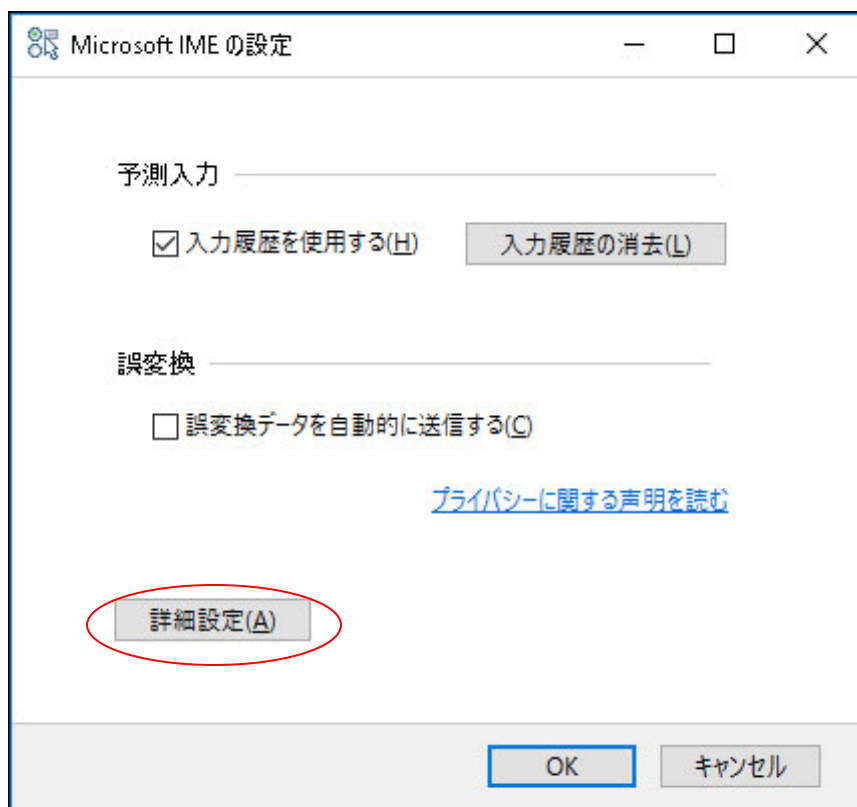 Microsoft IME の設定
予測入力
入力履歴を使用する(H) 入力履歴の消去(L)
誤変換
誤変換データを自動的に送信する(C)
プライバシーに関する声明を読む
詳細設定(A)
OK キャンセル